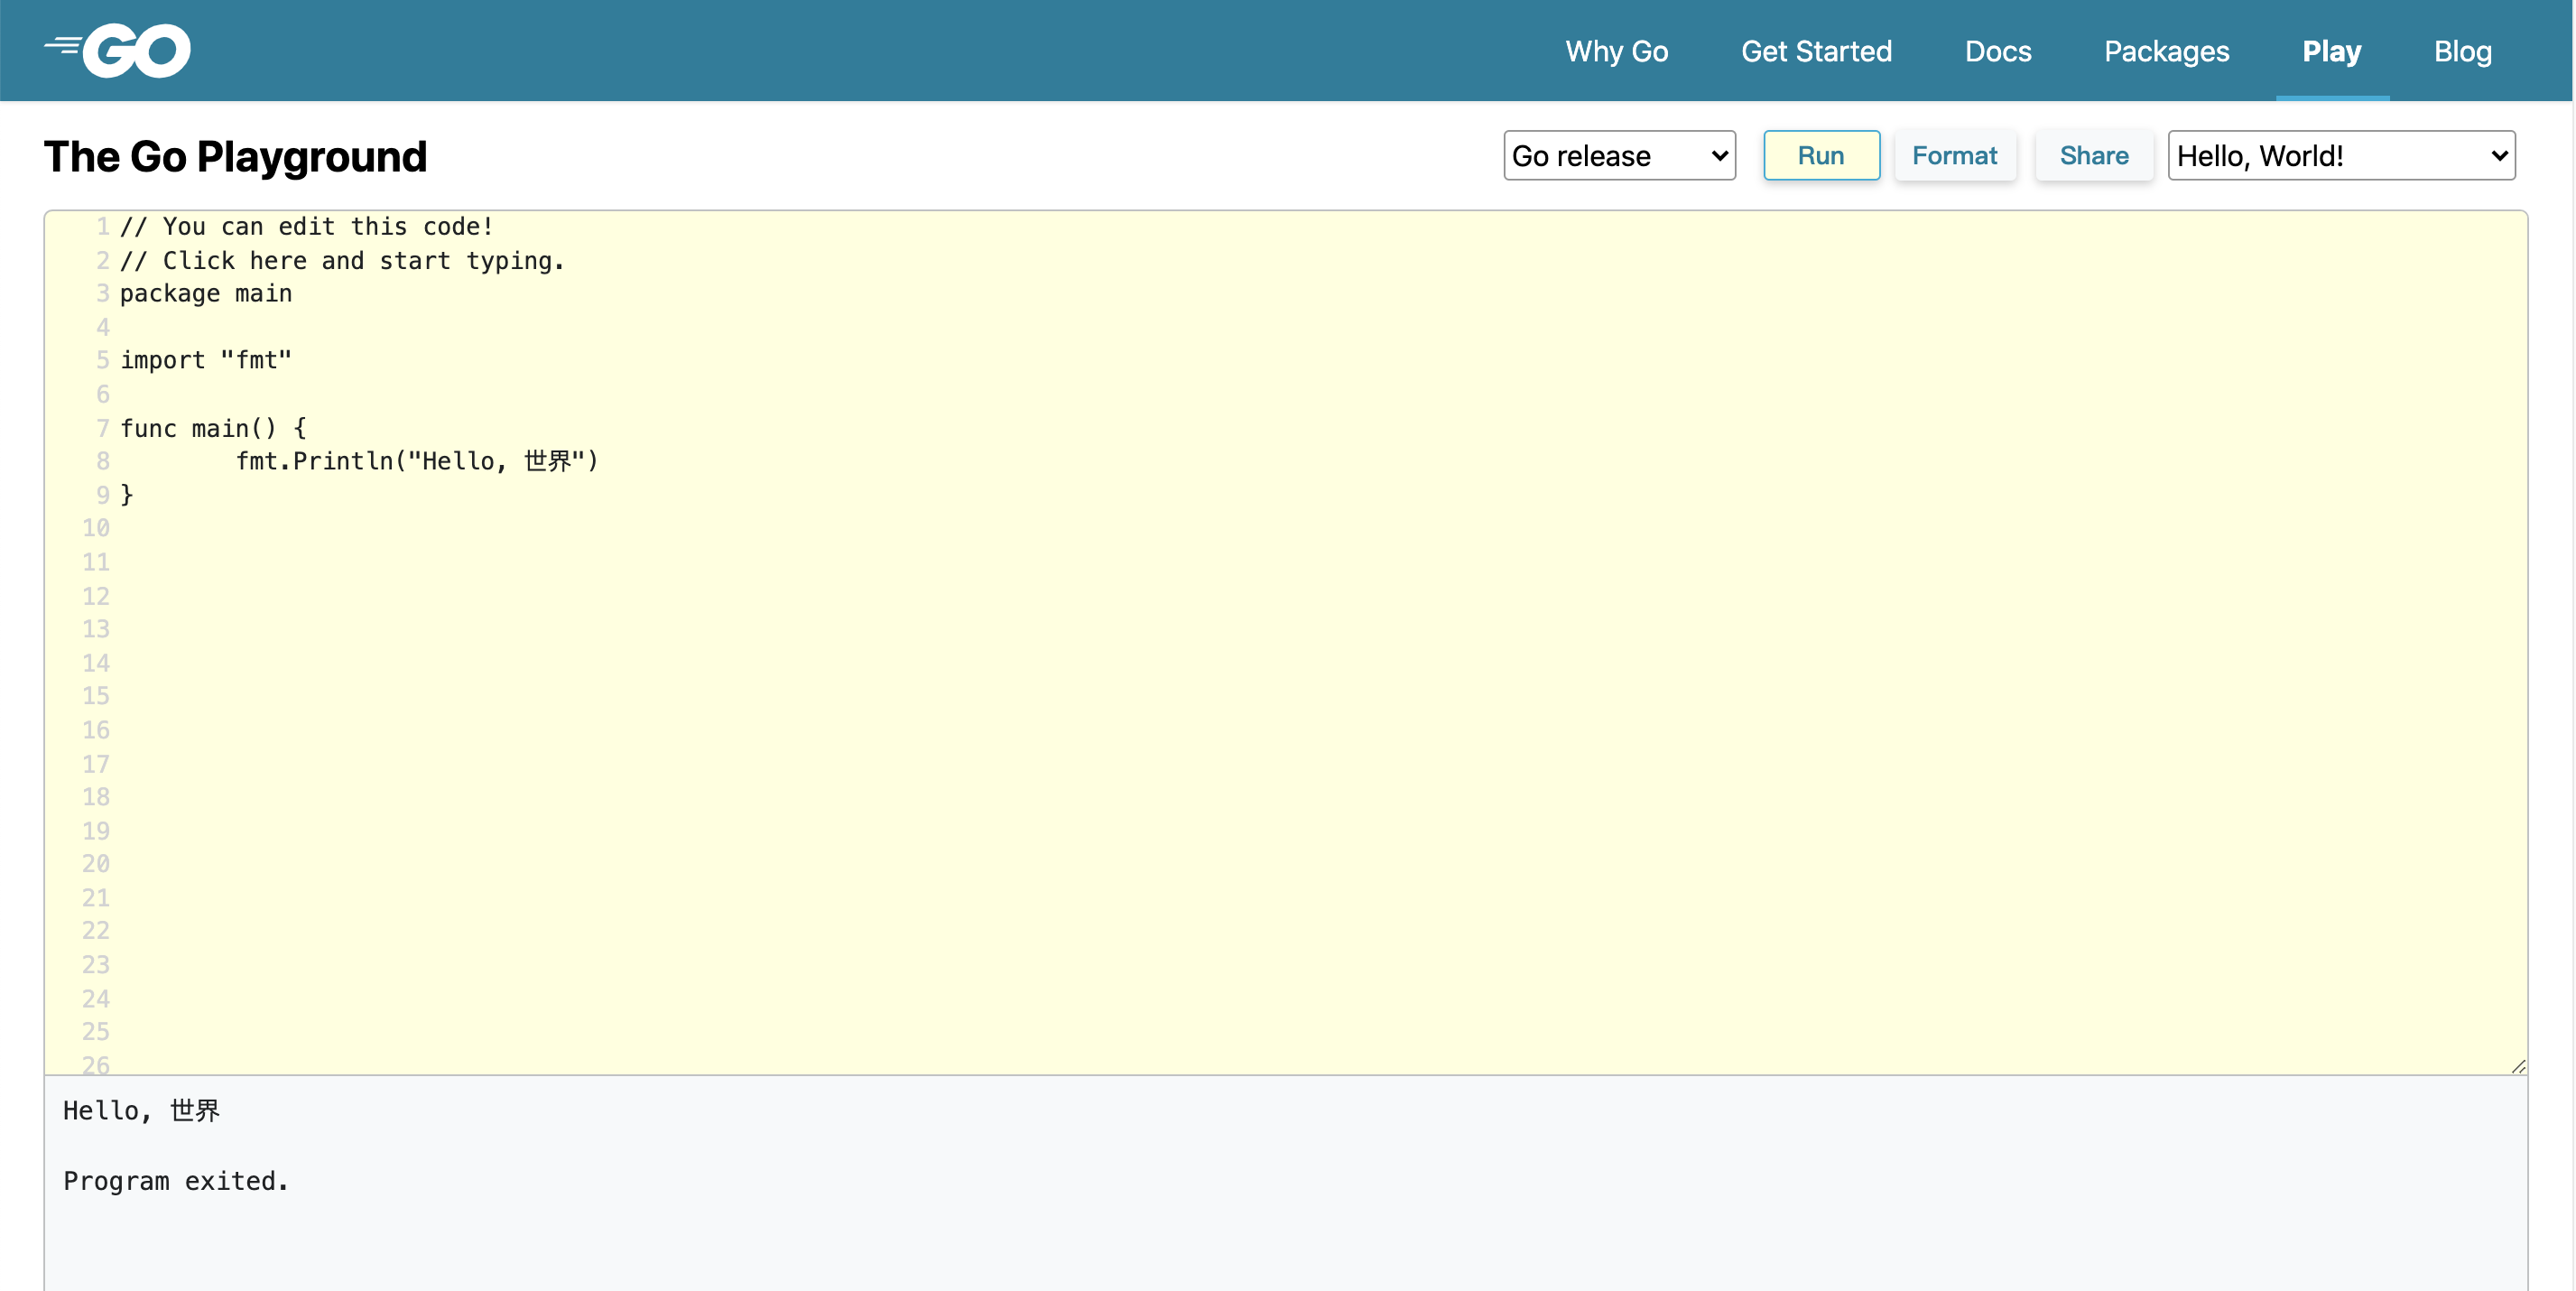 GO
Why Go Get Started Docs Packages Play Blog
The Go Playground
Go release Run Format Share Hello, World!
1 // You can edit this code!
2 // Click here and start typing.
3 package main
4
5 import "fmt"
6
7 func main() {
8 fmt.Println("Hello, 世界")
9 }
10
11
12
13
14
15
16
17
18
19
20
21
22
23
24
25
26
Hello, 世界
Program exited.